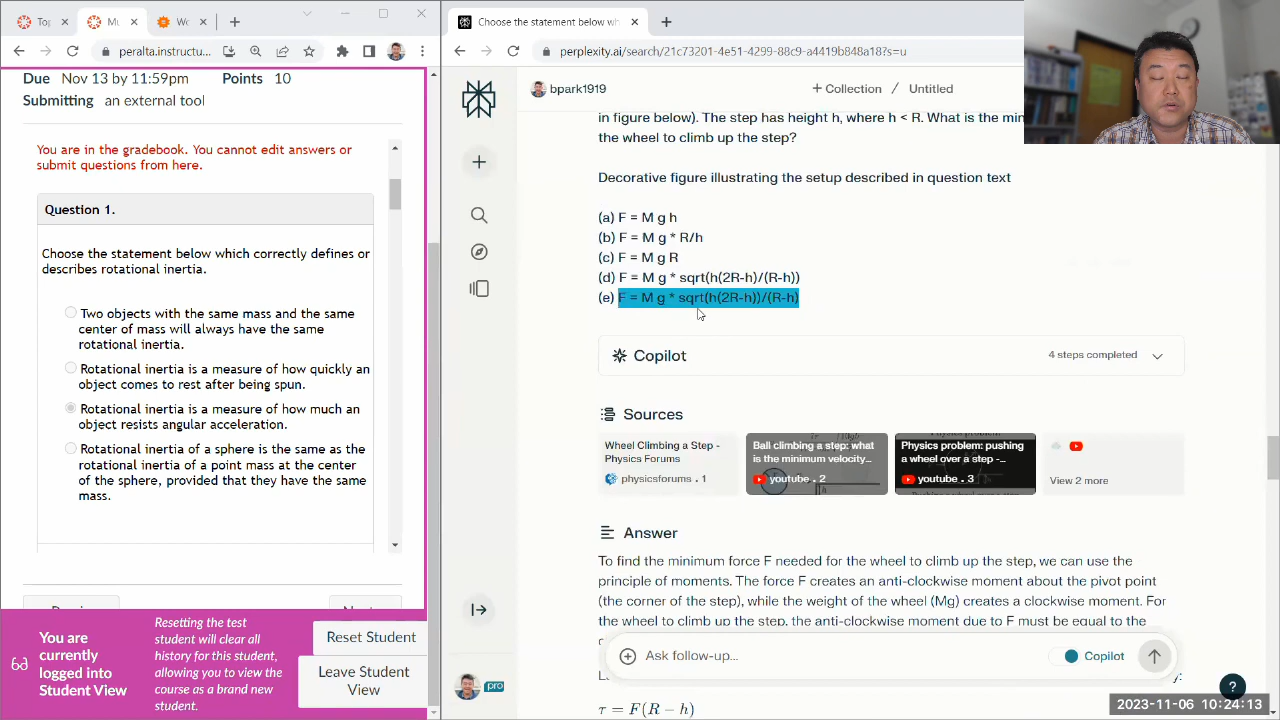 Top
Mu
Wo
Choose the statement below wh
peralta.instructu...
perplexity.ai/search/21c73201-4e51-4299-88c9-a4419b848a18?s=u
Due Nov 13 by 11:59pm Points 10
Submitting an external tool
You are in the gradebook. You cannot edit answers or
submit questions from here.
Question 1.
Choose the statement below which correctly defines or
describes rotational inertia.
Two objects with the same mass and the same
center of mass will always have the same
rotational inertia.
Rotational inertia is a measure of how quickly an
object comes to rest after being spun.
Rotational inertia is a measure of how much an
object resists angular acceleration.
Rotational inertia of a sphere is the same as the
rotational inertia of a point mass at the center
of the sphere, provided that they have the same
mass.
You are
currently
logged into
Student View
Resetting the test
student will clear all
history for this student,
allowing you to view the
course as a brand new
student.
Reset Student
Leave Student
View
bpark1919
+ Collection / Untitled
in figure below). The step has height h, where h < R. What is the mi
the wheel to climb up the step?
Decorative figure illustrating the setup described in question text
(a) F = M g h
(b) F = M g * R/h
(c) F = M g R
(d) F = M g * sqrt(h(2R-h)/(R-h))
(e) F = M g * sqrt(h(2R-h))/(R-h)
Copilot 4 steps completed
Sources
Wheel Climbing a Step -
Physics Forums
physicsforums . 1
Ball climbing a step: what
is the minimum velocity...
youtube . 2
Physics problem: pushing
a wheel over a step -...
youtube . 3
View 2 more
Answer
To find the minimum force F needed for the wheel to climb up the step, we can use the
principle of moments. The force F creates an anti-clockwise moment about the pivot point
(the corner of the step), while the weight of the wheel (Mg) creates a clockwise moment. For
the wheel to climb up the step, the anti-clockwise moment due to F must be equal to the
Ask follow-up...
Copilot
pro
τ = F(R − h)
?
2023-11-06 10:24:13